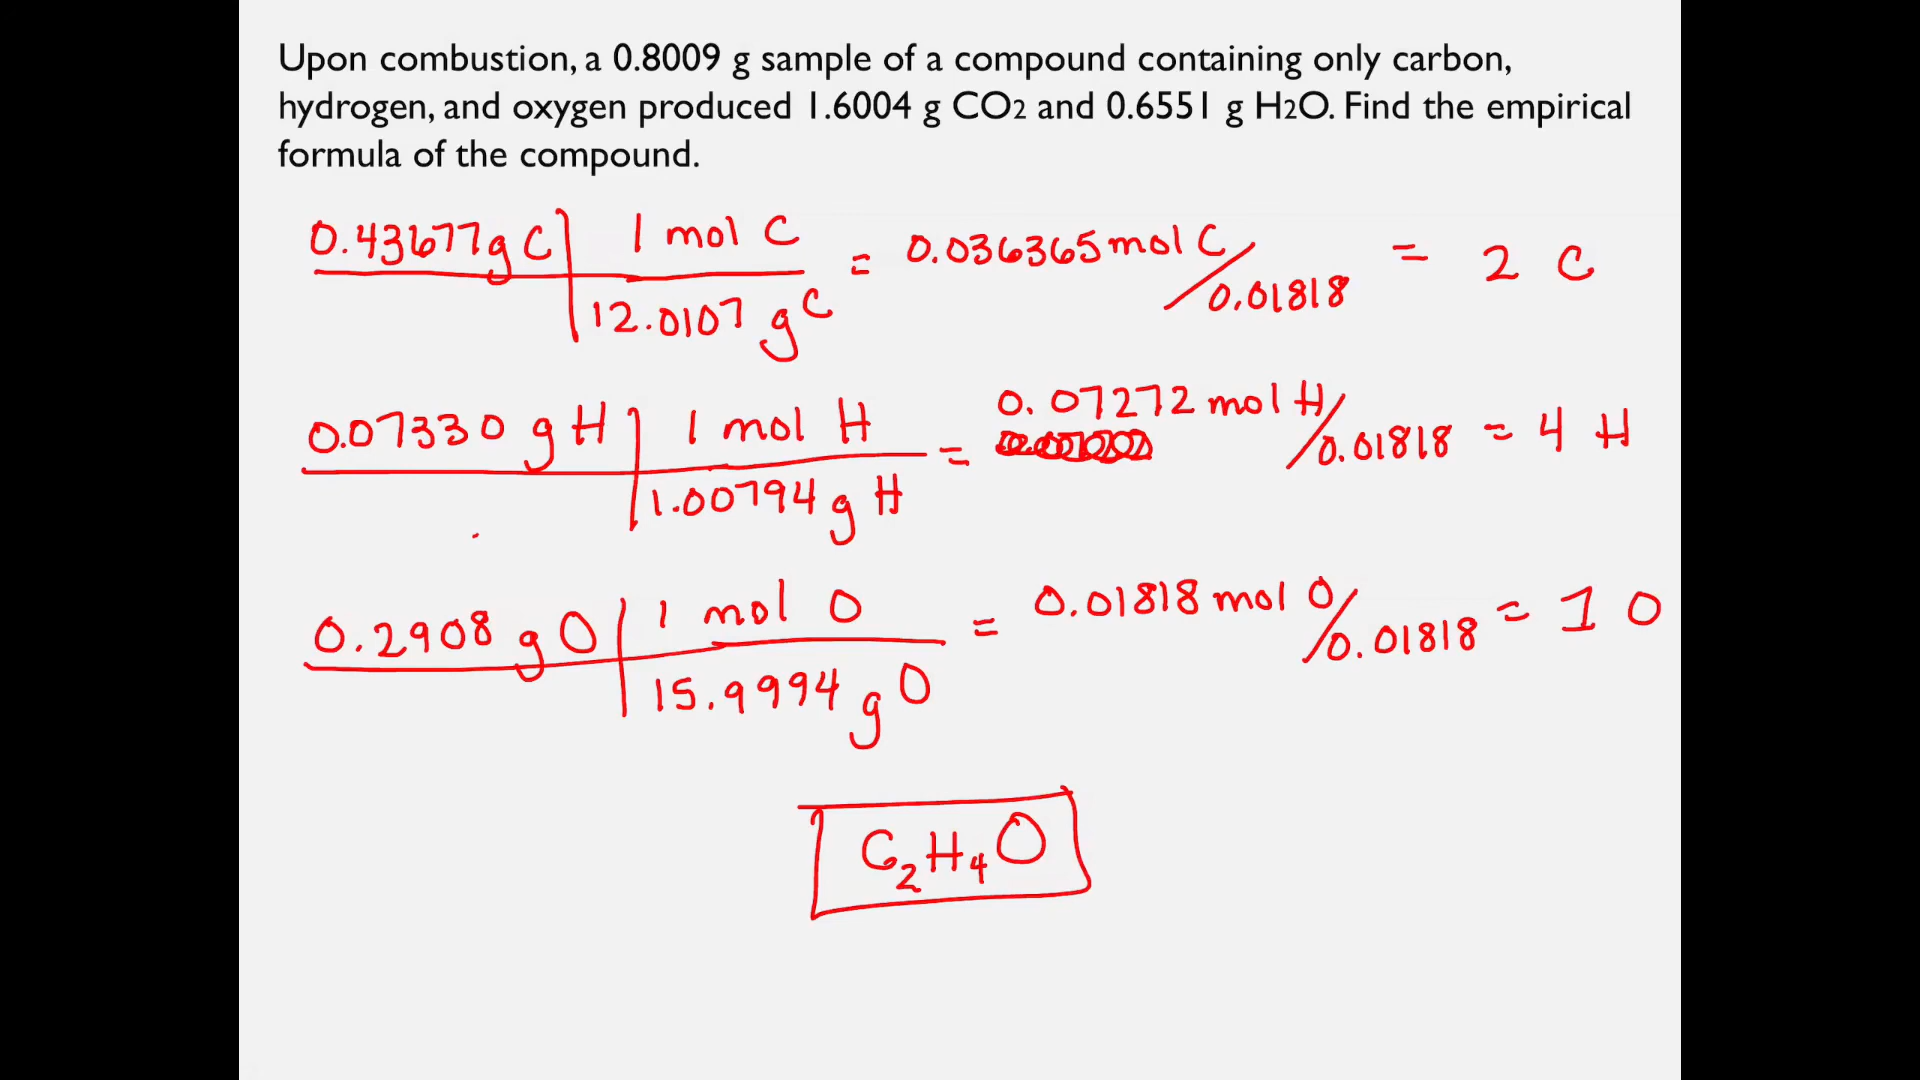 Upon combustion, a 0.8009 g sample of a compound containing only carbon,
hydrogen, and oxygen produced 1.6004 g CO2 and 0.6551 g H2O. Find the empirical
formula of the compound.
0.43677g C | 1 mol C = 0.036365 mol C / 0.01818 = 2 C
12.0107 g C
0.07330 g H | 1 mol H = 0.07272 mol H / 0.01818 = 4 H
1.00794 g H
0.2908 g O | 1 mol O = 0.01818 mol O / 0.01818 = 1 O
15.9994 g O
C₂H₄O